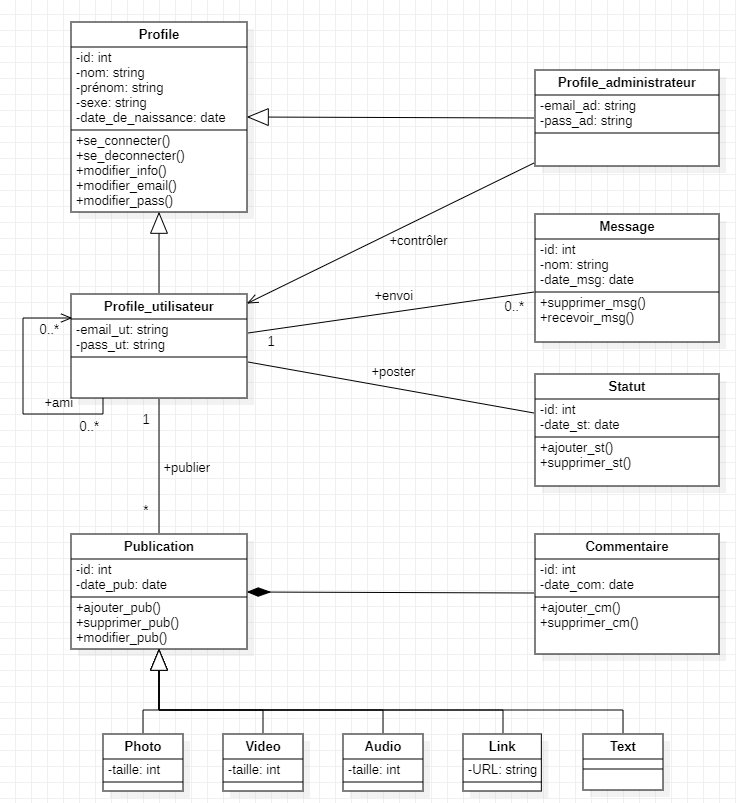 Profile
-id: int
-nom: string
-prénom: string
-sexe: string
-date_de_naissance: date
+se_connecter()
+se_deconnecter()
+modifier_info()
+modifier_email()
+modifier_pass()
Profile_administrateur
-email_ad: string
-pass_ad: string
+contrôler
Message
-id: int
-nom: string
-date_msg: date
+supprimer_msg()
+recevoir_msg()
+envoi
0..*
1
Profile_utilisateur
-email_ut: string
-pass_ut: string
0..*
+ami
0..*
+poster
Statut
-id: int
-date_st: date
+ajouter_st()
+supprimer_st()
1
+publier
*
Publication
-id: int
-date_pub: date
+ajouter_pub()
+supprimer_pub()
+modifier_pub()
Commentaire
-id: int
-date_com: date
+ajouter_cm()
+supprimer_cm()
Photo
-taille: int
Video
-taille: int
Audio
-taille: int
Link
-URL: string
Text